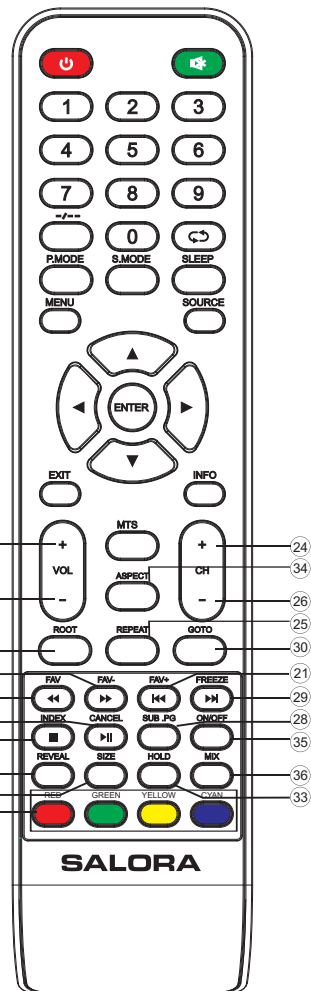 1 2 3
4 5 6
7 8 9
-/--
0
P.MODE S.MODE SLEEP
MENU SOURCE
ENTER
EXIT INFO
MTS
+ + 24
VOL CH
ASPECT 34
- - 26
25
ROOT REPEAT GOTO 30
21
FAV FAV- FAV+ FREEZE
29
INDEX CANCEL SUB .PG ON/OFF 28
35
REVEAL SIZE HOLD MIX
36
RED GREEN YELLOW CYAN 33
SALORA